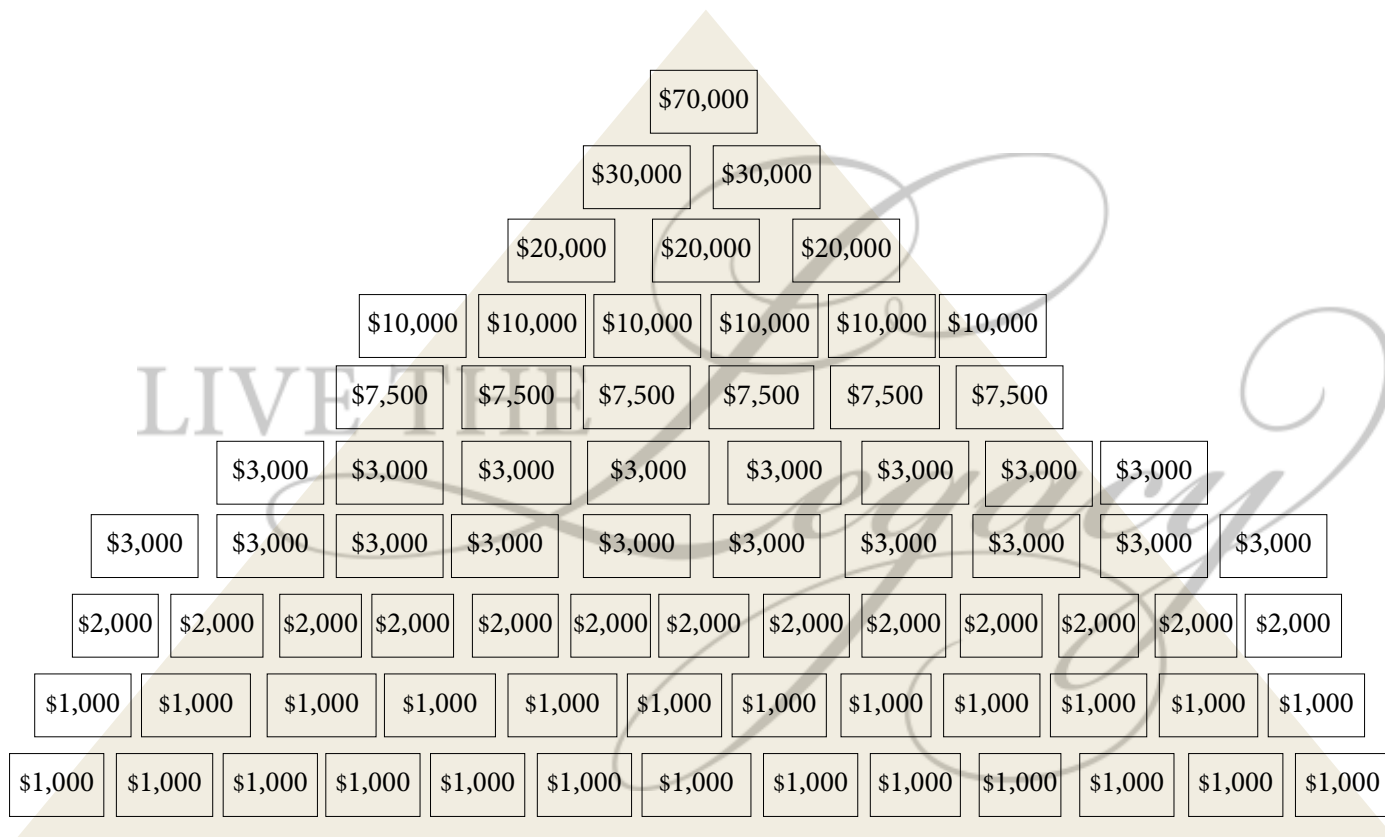 $70,000
$30,000 $30,000
$20,000 $20,000 $20,000
$10,000 $10,000 $10,000 $10,000 $10,000 $10,000
LIVE THE
$7,500 $7,500 $7,500 $7,500 $7,500 $7,500
Legacy
$3,000 $3,000 $3,000 $3,000 $3,000 $3,000 $3,000 $3,000
$3,000 $3,000 $3,000 $3,000 $3,000 $3,000 $3,000 $3,000 $3,000 $3,000
$2,000 $2,000 $2,000 $2,000 $2,000 $2,000 $2,000 $2,000 $2,000 $2,000 $2,000 $2,000 $2,000
$1,000 $1,000 $1,000 $1,000 $1,000 $1,000 $1,000 $1,000 $1,000 $1,000 $1,000 $1,000
$1,000 $1,000 $1,000 $1,000 $1,000 $1,000 $1,000 $1,000 $1,000 $1,000 $1,000 $1,000 $1,000